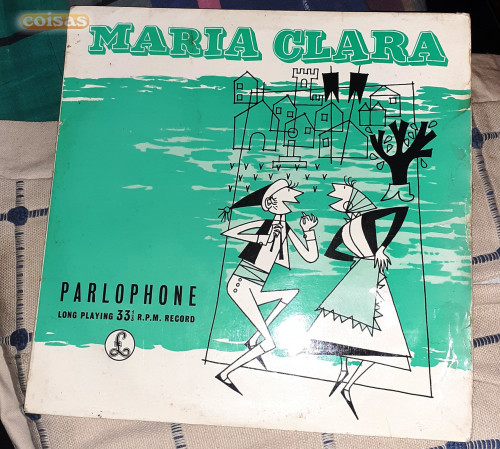 coisas
MARIA CLARA
PARLOPHONE
LONG PLAYING 33⅓ R.P.M. RECORD
£